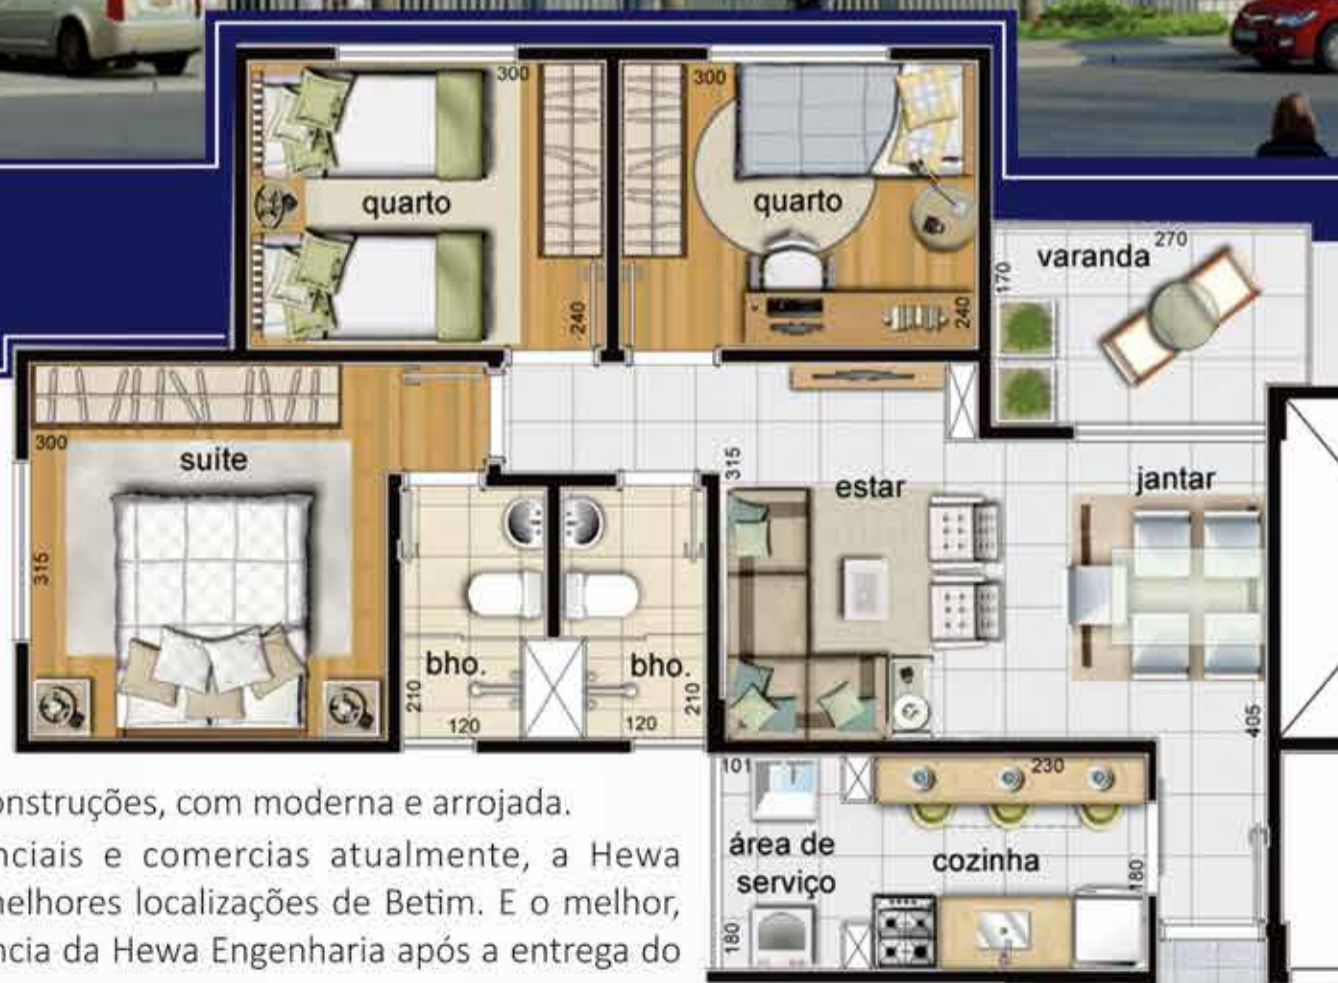 300
300
quarto
quarto
240
240
varanda
270
170
300
suite
315
315
estar
jantar
bho.
bho.
210
210
120
120
405
101
230
área de
serviço
cozinha
180
180
onstruções, com moderna e arrojada.
nciais e comercias atualmente, a Hewa
nelhores localizações de Betim. E o melhor,
ncia da Hewa Engenharia após a entrega do